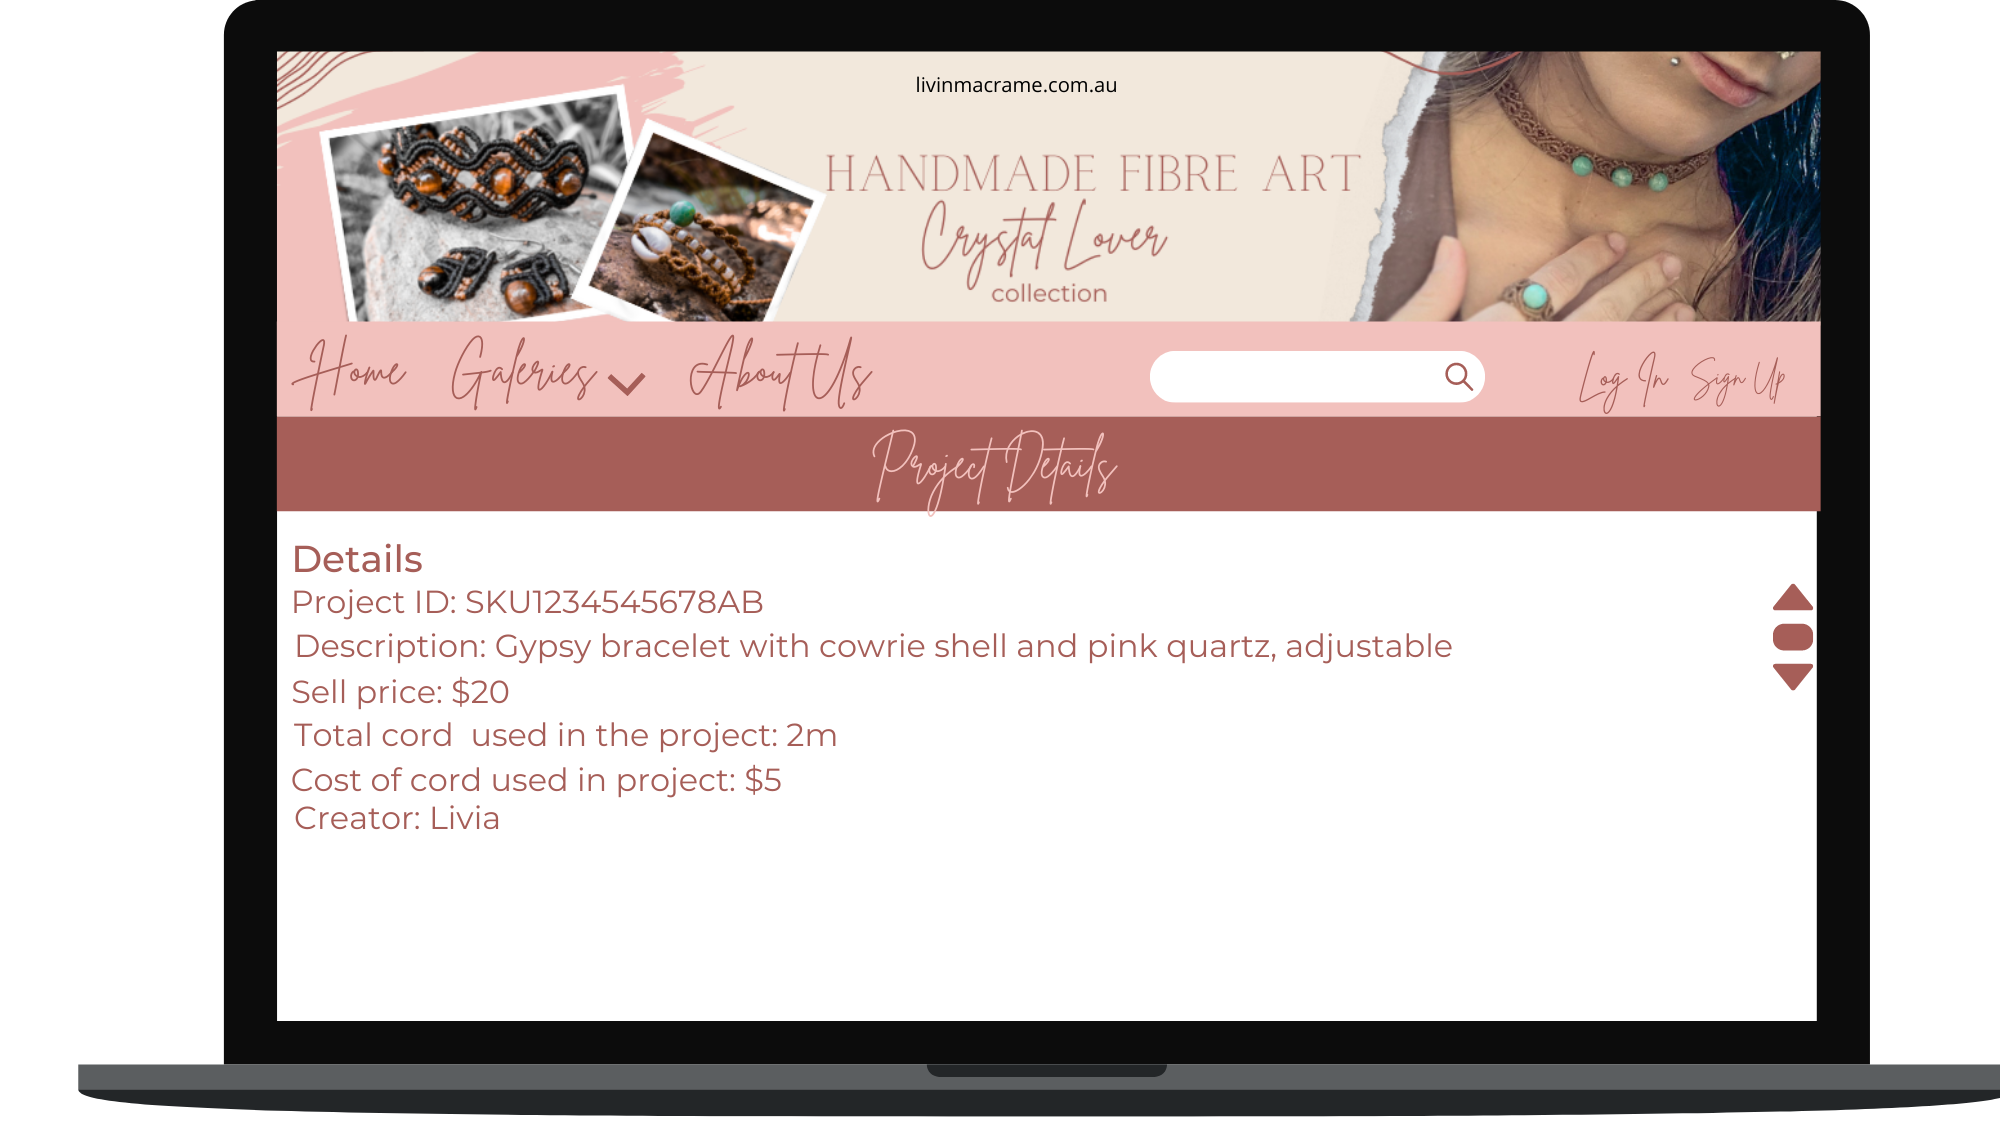 livinmacrame.com.au
HANDMADE FIBRE ART
Crystal Lover
collection
Home Galeries About Us Log In Sign Up
Project Details
Details
Project ID: SKU1234545678AB
Description: Gypsy bracelet with cowrie shell and pink quartz, adjustable
Sell price: $20
Total cord  used in the project: 2m
Cost of cord used in project: $5
Creator: Livia